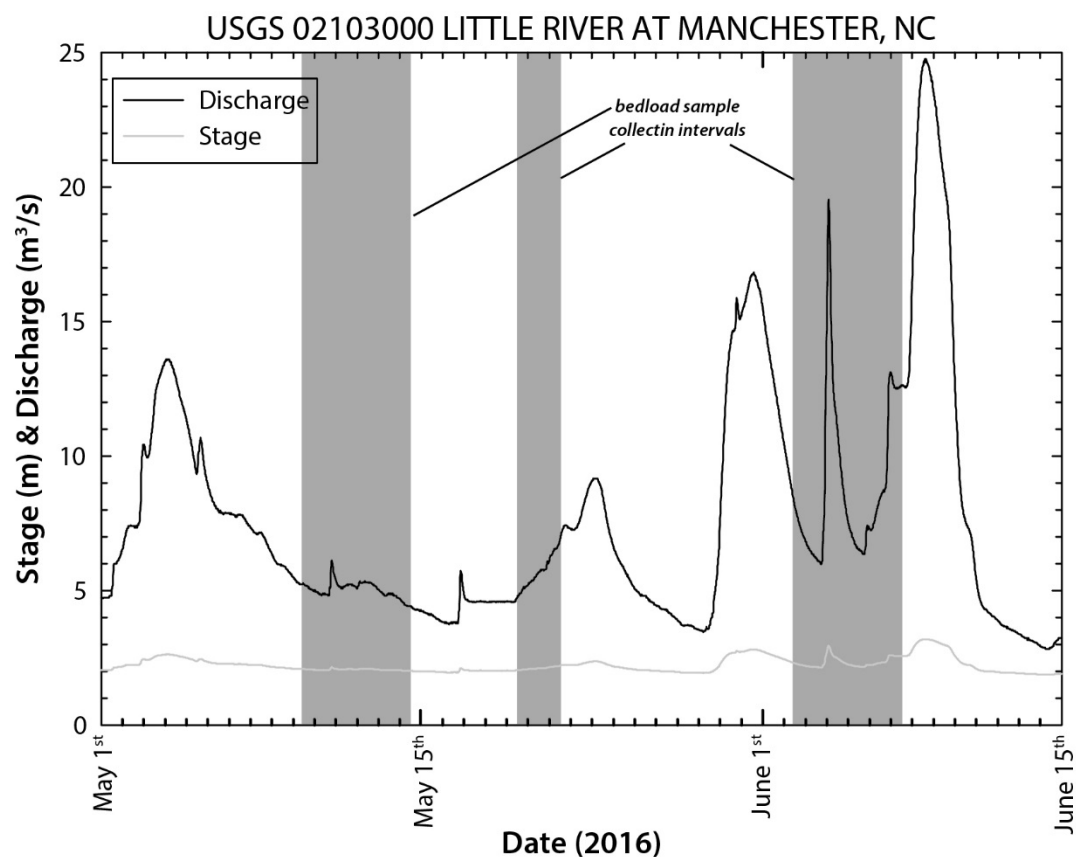 USGS 02103000 LITTLE RIVER AT MANCHESTER, NC
25
20
15
10
5
0
Stage (m) & Discharge (m³/s)
Discharge
Stage
bedload sample
collectin intervals
May 1st
May 15th
June 1st
June 15th
Date (2016)